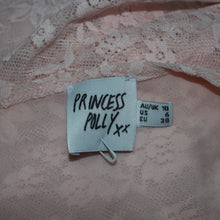 PRINCESS
POLLY xx
AU/UK 10
US 6
EU 38